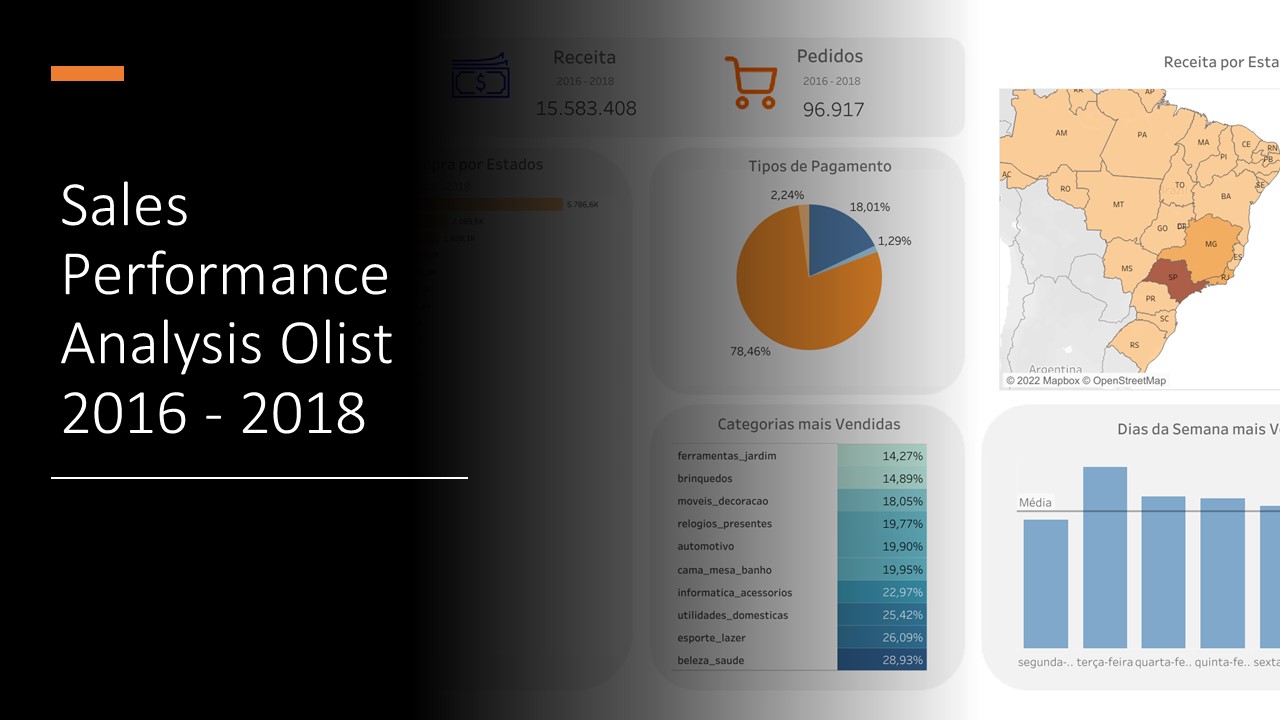 Sales
Performance
Analysis Olist
2016 - 2018
Receita
2016 - 2018
15.583.408
Pedidos
2016 - 2018
96.917
por Estados
5.786,6K
Tipos de Pagamento
2,24%
18,01%
1,29%
78,46%
Categorias mais Vendidas
ferramentas_jardim 14,27%
brinquedos 14,89%
moveis_decoracao 18,05%
relogios_presentes 19,77%
automotivo 19,90%
cama_mesa_banho 19,95%
informatica_acessorios 22,97%
utilidades_domesticas 25,42%
esporte_lazer 26,09%
beleza_saude 28,93%
Receita por Esta
RR
AP
AM
PA
MA
CE
RN
PB
PI
AC
RO
TO
SE
BA
MT
GO
DF
MG
ES
MS
SP
RJ
PR
SC
RS
Argentina
© 2022 Mapbox © OpenStreetMap
Dias da Semana mais V
Média
segunda-.. terça-feira quarta-fe.. quinta-fe.. sexta